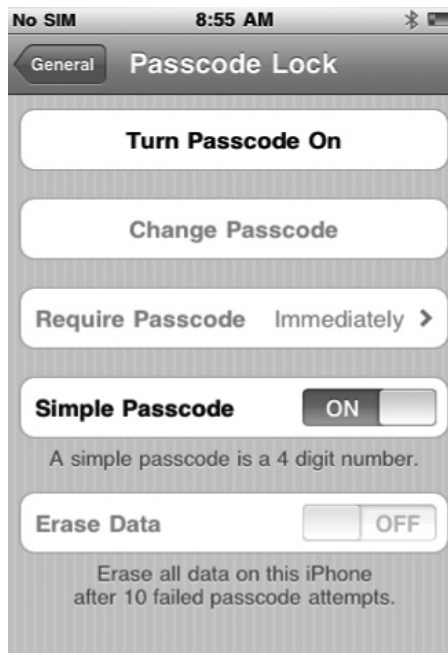 No SIM 8:55 AM
General Passcode Lock
Turn Passcode On
Change Passcode
Require Passcode Immediately
Simple Passcode ON
A simple passcode is a 4 digit number.
Erase Data OFF
Erase all data on this iPhone
after 10 failed passcode attempts.